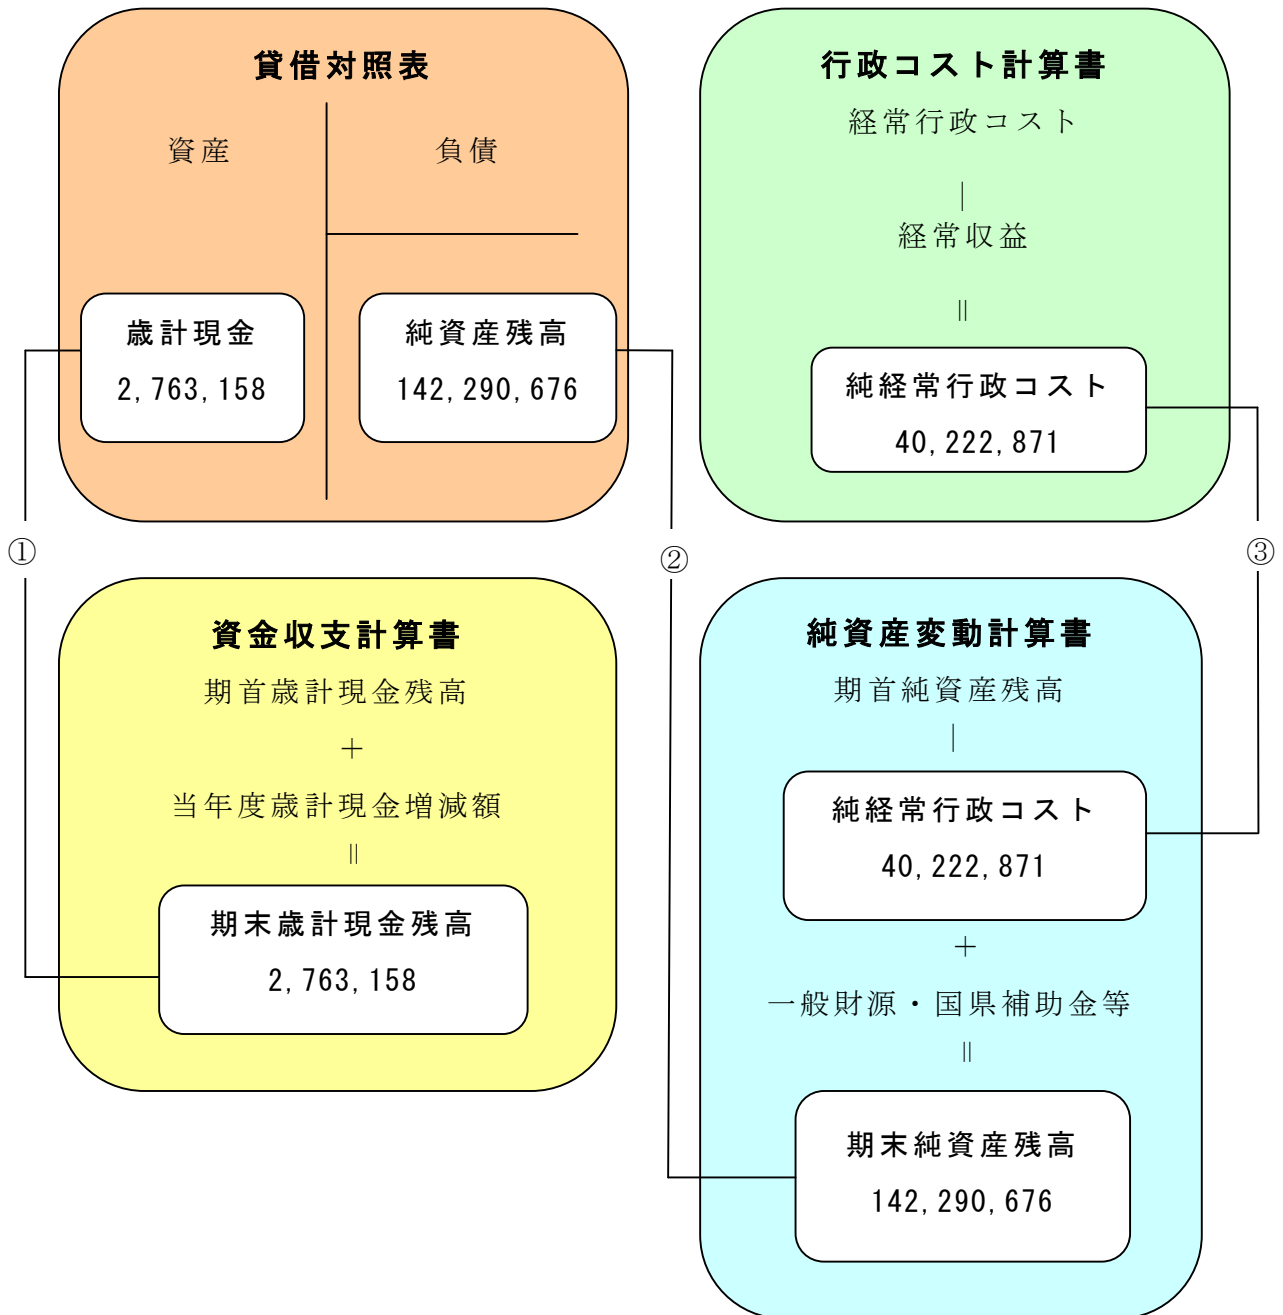 貸借対照表
資産
負債
歳計現金
2,763,158
純資産残高
142,290,676
行政コスト計算書
経常行政コスト
|
経常収益
||
純経常行政コスト
40,222,871
①
②
③
資金収支計算書
期首歳計現金残高
＋
当年度歳計現金増減額
||
期末歳計現金残高
2,763,158
純資産変動計算書
期首純資産残高
|
純経常行政コスト
40,222,871
＋
一般財源・国県補助金等
||
期末純資産残高
142,290,676